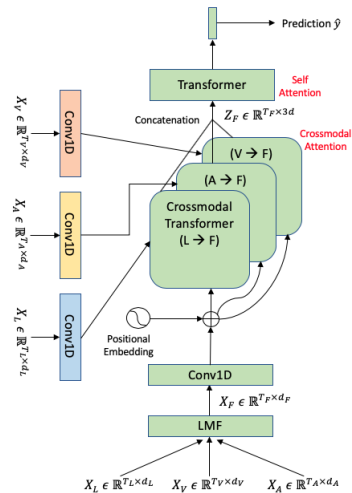 Prediction ŷ
Transformer
Self
Attention
Concatenation
Z_F ϵ ℝ^{T_F×3d}
Crossmodal
Attention
X_V ϵ ℝ^{T_V×d_V}
Conv1D
(V → F)
(A → F)
X_A ϵ ℝ^{T_A×d_A}
Conv1D
Crossmodal
Transformer
(L → F)
X_L ϵ ℝ^{T_L×d_L}
Conv1D
Positional
Embedding
Conv1D
X_F ϵ ℝ^{T_F×d_F}
LMF
X_L ϵ ℝ^{T_L×d_L} X_V ϵ ℝ^{T_V×d_V} X_A ϵ ℝ^{T_A×d_A}